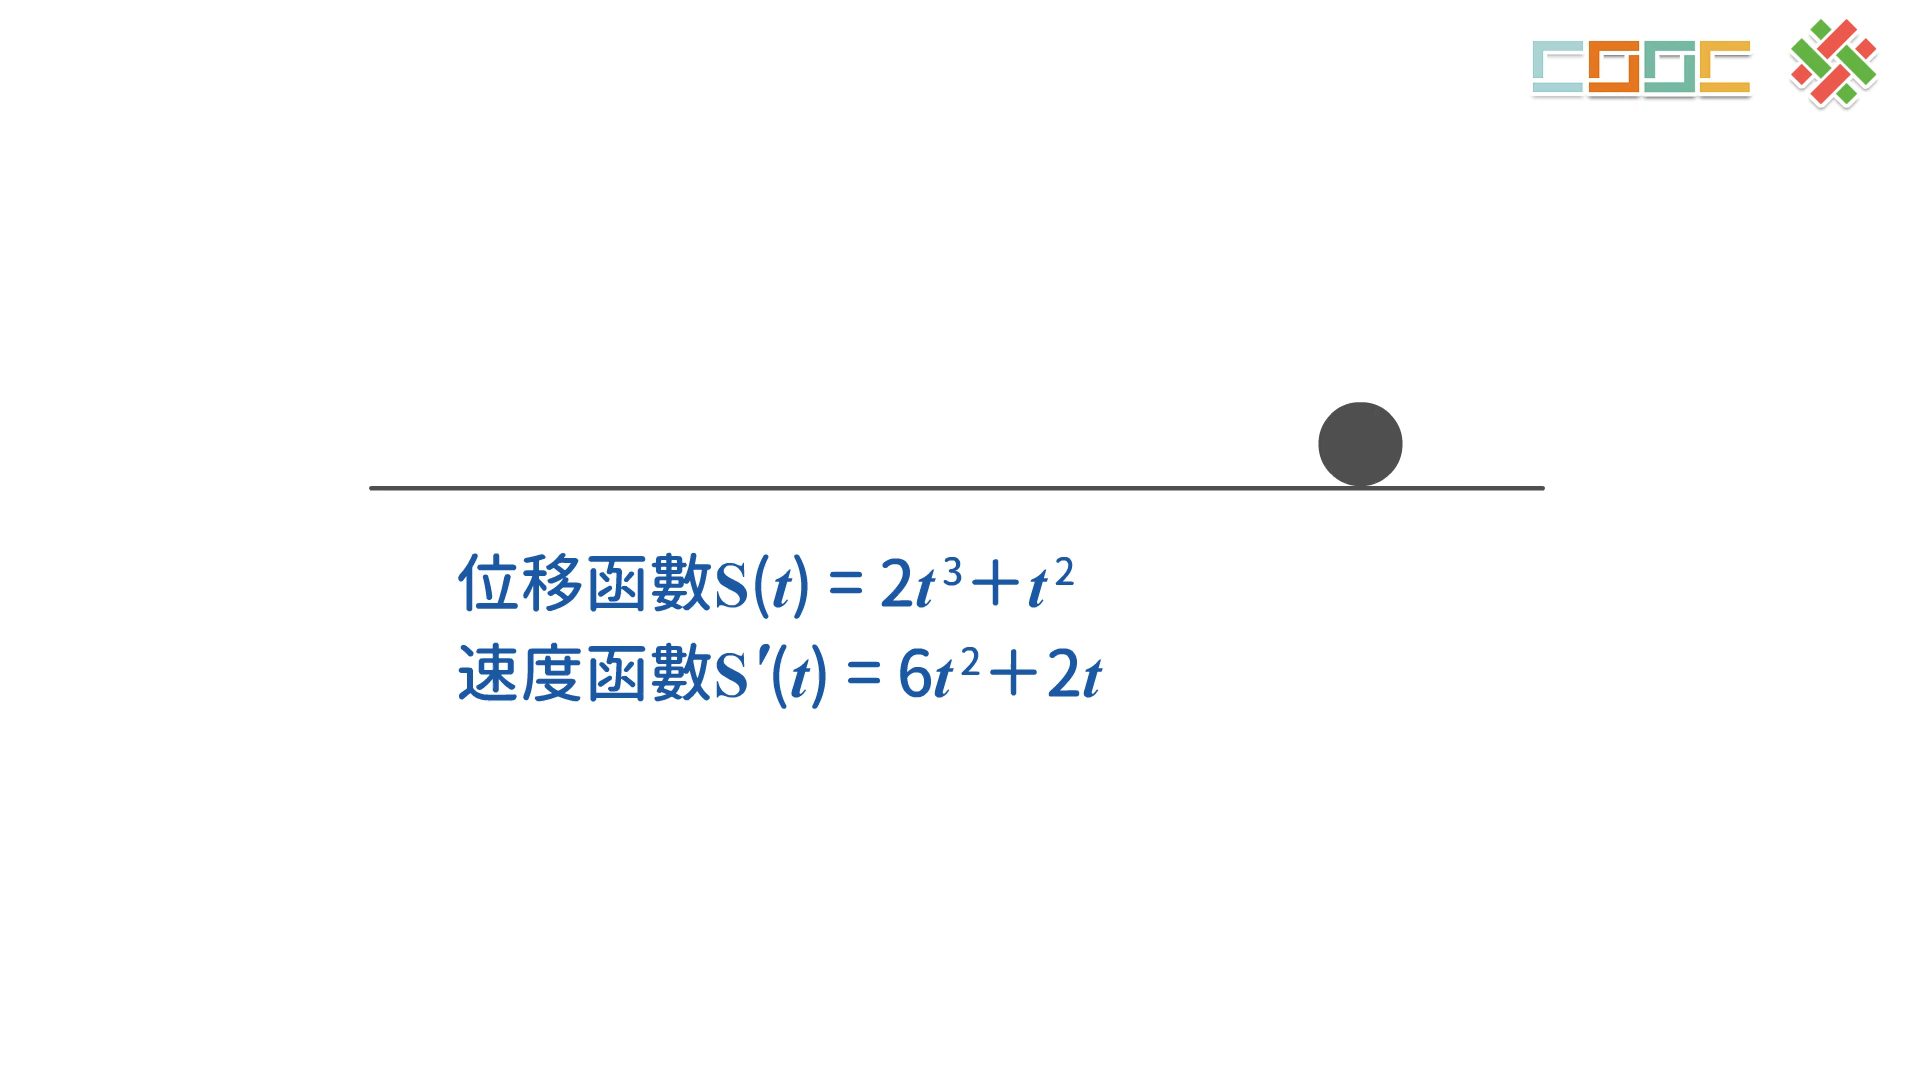 位移函數S(t) = 2t³+t²
速度函數S′(t) = 6t²+2t